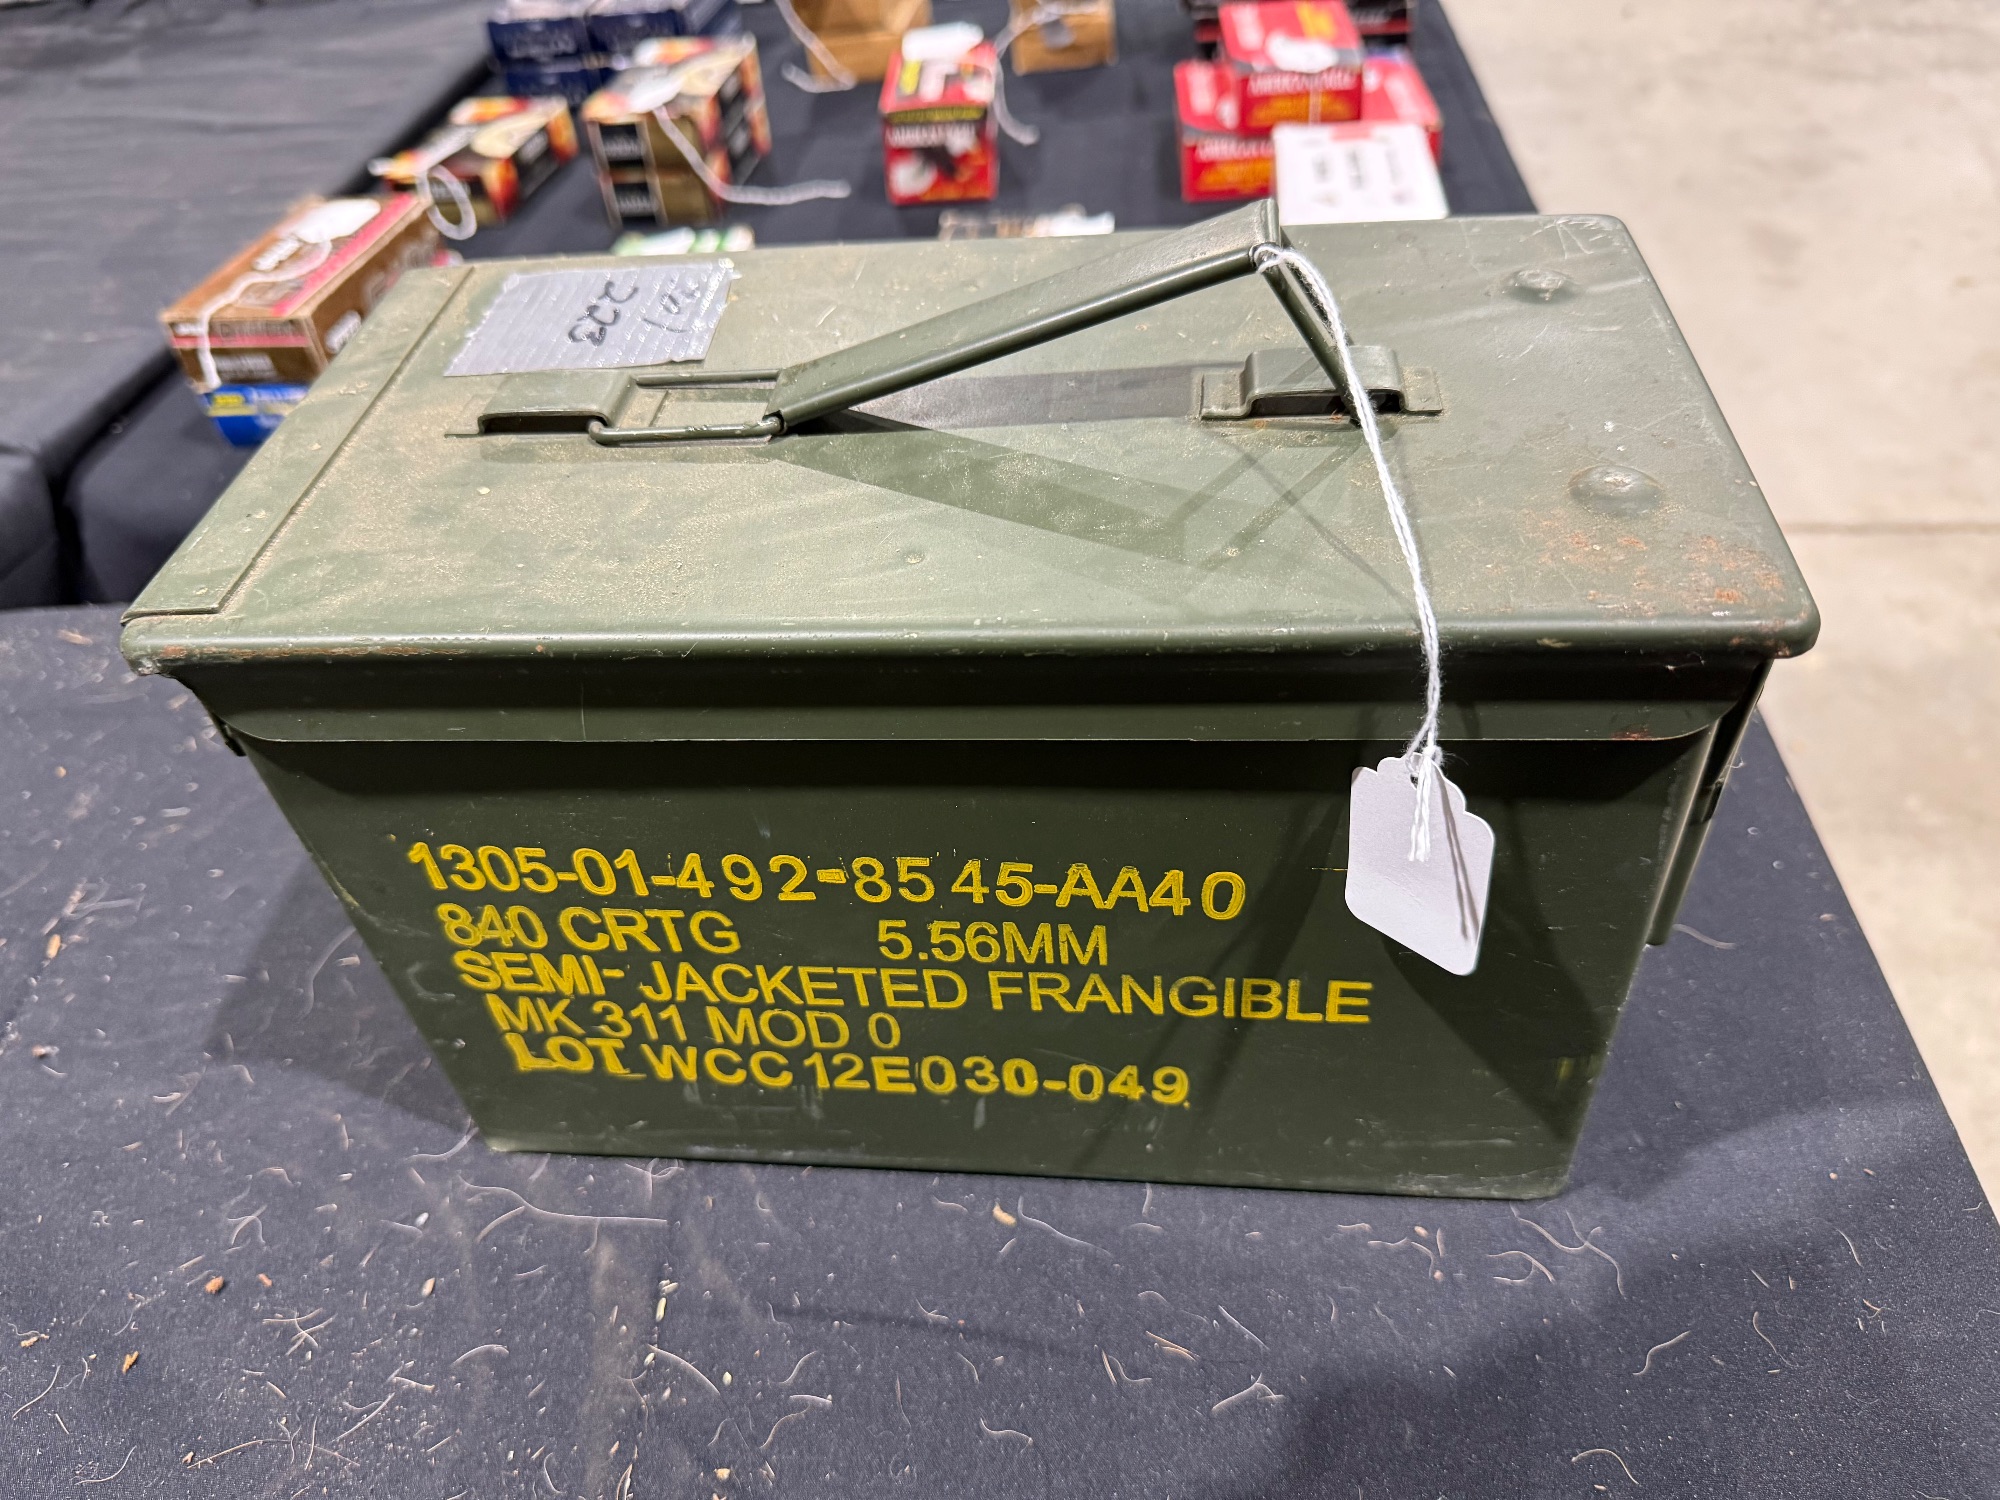 223
1305-01-492-8545-AA40
840 CRTG 5.56MM
SEMI-JACKETED FRANGIBLE
MK 311 MOD 0
LOT WCC12E030-049